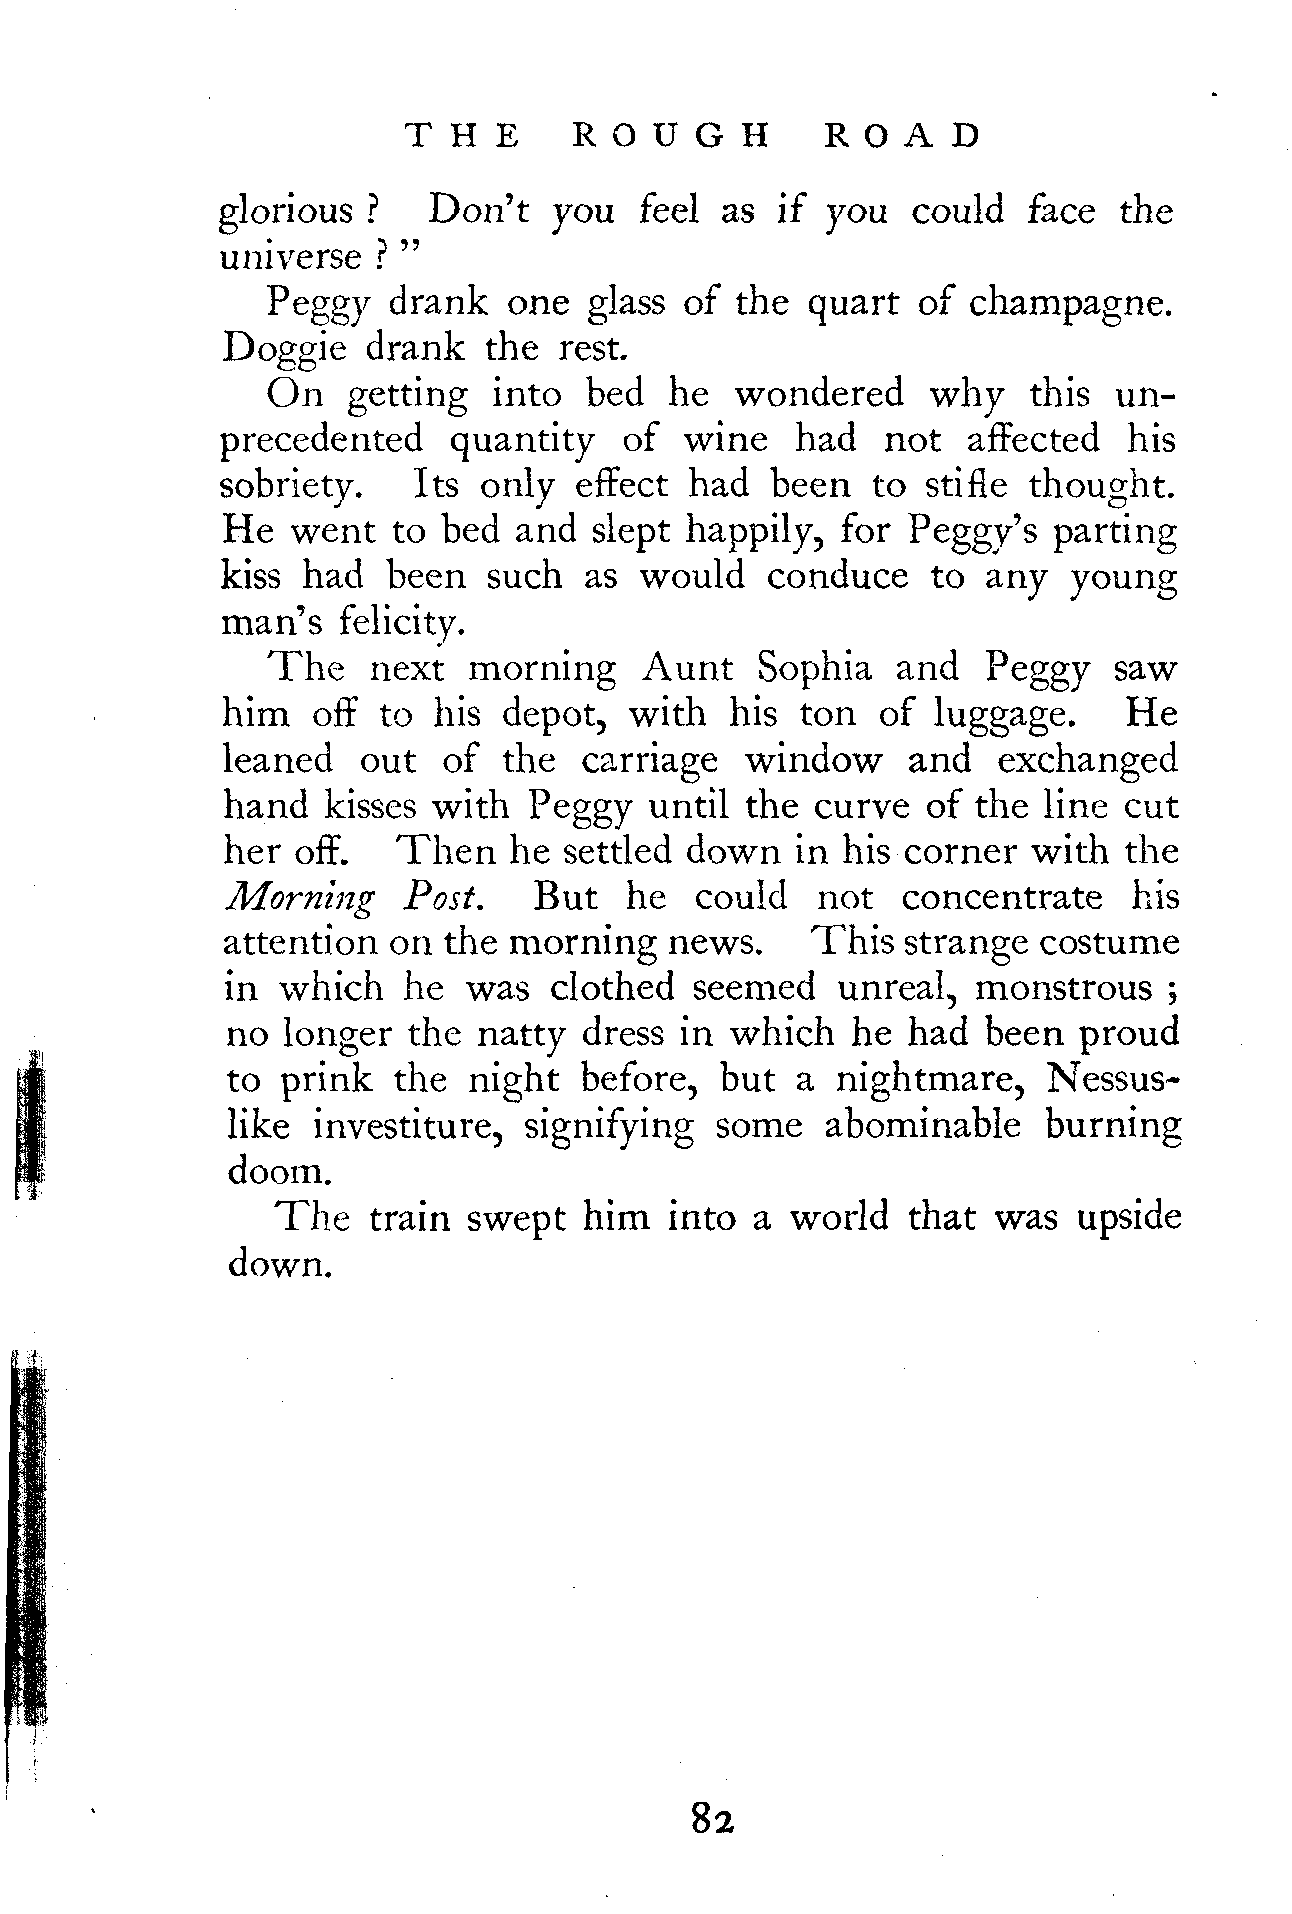 THE ROUGH ROAD
glorious ? Don't you feel as if you could face the
universe ? "
Peggy drank one glass of the quart of champagne.
Doggie drank the rest.
On getting into bed he wondered why this un-
precedented quantity of wine had not affected his
sobriety. Its only effect had been to stifle thought.
He went to bed and slept happily, for Peggy's parting
kiss had been such as would conduce to any young
man's felicity.
The next morning Aunt Sophia and Peggy saw
him off to his depot, with his ton of luggage. He
leaned out of the carriage window and exchanged
hand kisses with Peggy until the curve of the line cut
her off. Then he settled down in his corner with the
Morning Post. But he could not concentrate his
attention on the morning news. This strange costume
in which he was clothed seemed unreal, monstrous ;
no longer the natty dress in which he had been proud
to prink the night before, but a nightmare, Nessus-
like investiture, signifying some abominable burning
doom.
The train swept him into a world that was upside
down.
82